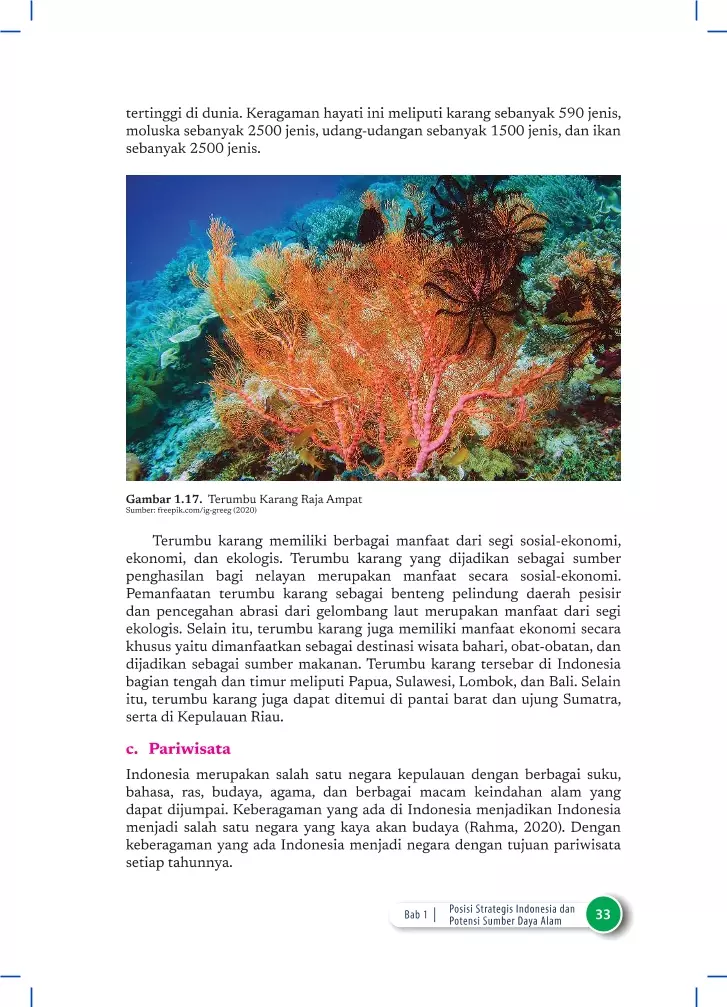 tertinggi di dunia. Keragaman hayati ini meliputi karang sebanyak 590 jenis,
moluska sebanyak 2500 jenis, udang-udangan sebanyak 1500 jenis, dan ikan
sebanyak 2500 jenis.
Gambar 1.17. Terumbu Karang Raja Ampat
Sumber: freepik.com/ig-greeg (2020)
Terumbu karang memiliki berbagai manfaat dari segi sosial-ekonomi,
ekonomi, dan ekologis. Terumbu karang yang dijadikan sebagai sumber
penghasilan bagi nelayan merupakan manfaat secara sosial-ekonomi.
Pemanfaatan terumbu karang sebagai benteng pelindung daerah pesisir
dan pencegahan abrasi dari gelombang laut merupakan manfaat dari segi
ekologis. Selain itu, terumbu karang juga memiliki manfaat ekonomi secara
khusus yaitu dimanfaatkan sebagai destinasi wisata bahari, obat-obatan, dan
dijadikan sebagai sumber makanan. Terumbu karang tersebar di Indonesia
bagian tengah dan timur meliputi Papua, Sulawesi, Lombok, dan Bali. Selain
itu, terumbu karang juga dapat ditemui di pantai barat dan ujung Sumatra,
serta di Kepulauan Riau.
c. Pariwisata
Indonesia merupakan salah satu negara kepulauan dengan berbagai suku,
bahasa, ras, budaya, agama, dan berbagai macam keindahan alam yang
dapat dijumpai. Keberagaman yang ada di Indonesia menjadikan Indonesia
menjadi salah satu negara yang kaya akan budaya (Rahma, 2020). Dengan
keberagaman yang ada Indonesia menjadi negara dengan tujuan pariwisata
setiap tahunnya.
Bab 1 | Posisi Strategis Indonesia dan
Potensi Sumber Daya Alam
33